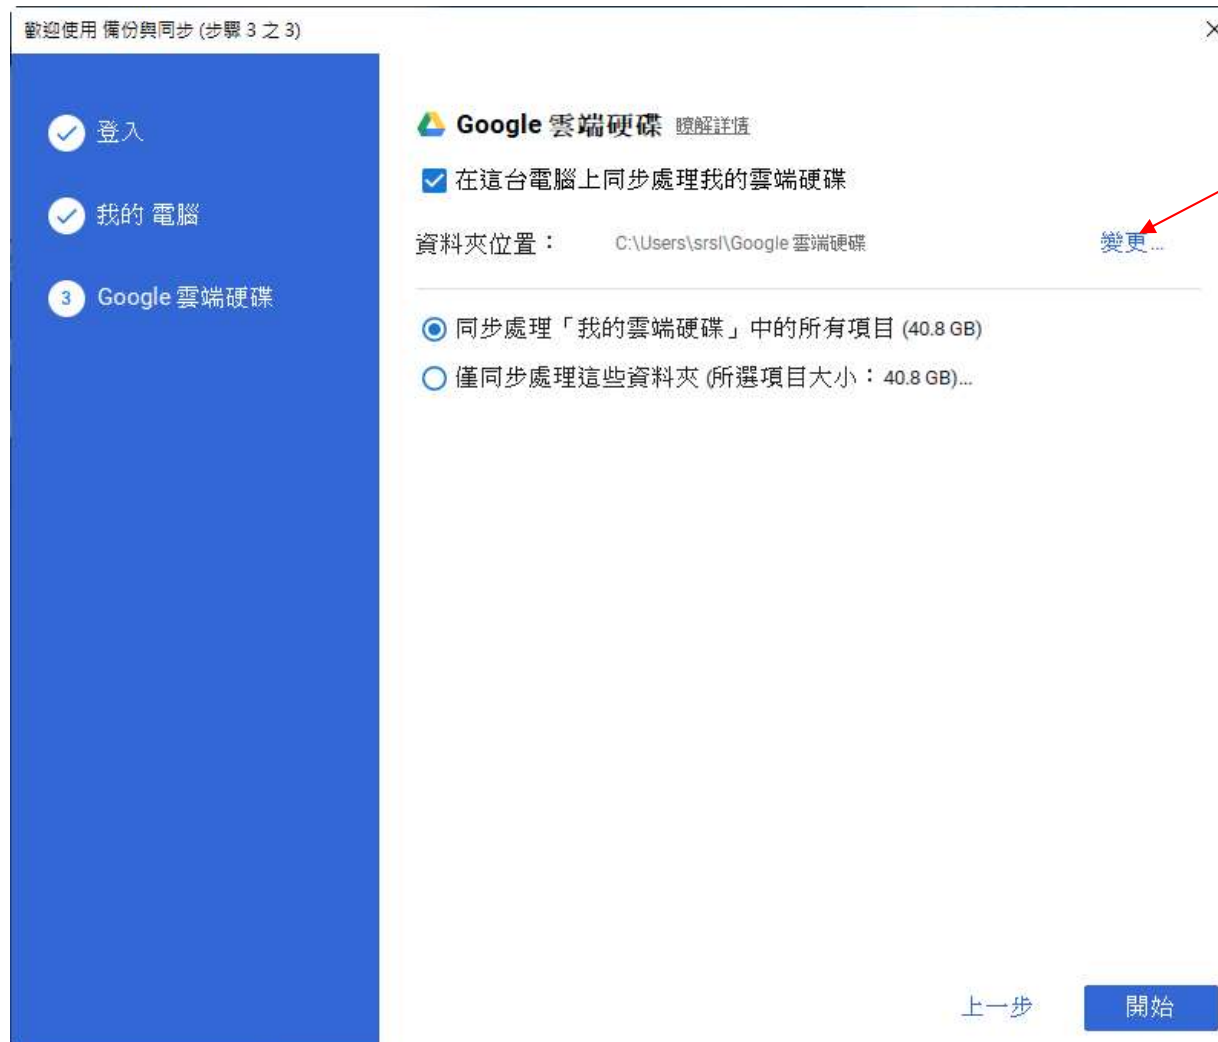 歡迎使用 備份與同步 (步驟 3 之 3)
登入
我的 電腦
3 Google 雲端硬碟
Google 雲端硬碟 瞭解詳情
在這台電腦上同步處理我的雲端硬碟
資料夾位置： C:\Users\srsl\Google 雲端硬碟 變更...
同步處理「我的雲端硬碟」中的所有項目 (40.8 GB)
僅同步處理這些資料夾 (所選項目大小：40.8 GB)...
上一步 開始